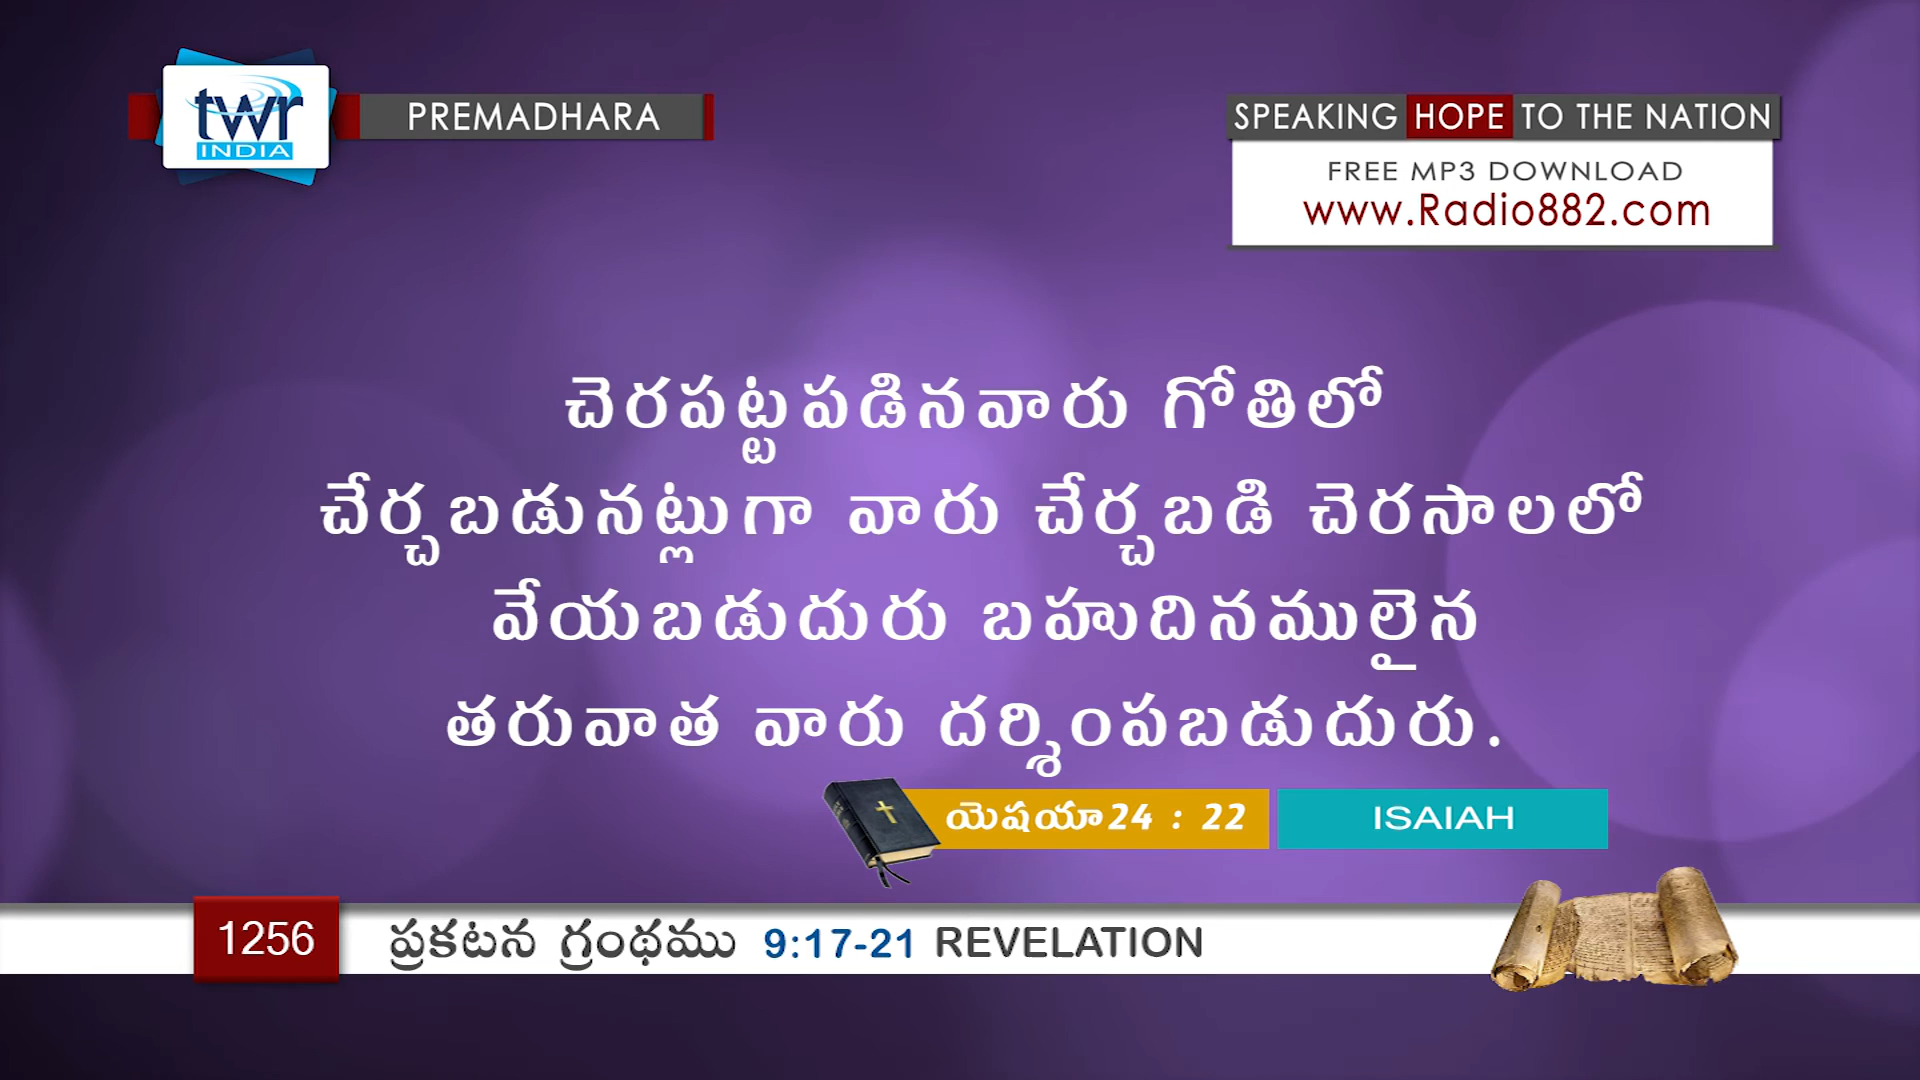 twr
INDIA
PREMADHARA
SPEAKING HOPE TO THE NATION
FREE MP3 DOWNLOAD
www.Radio882.com
చెరపట్టపడినవారు గోతిలో
చేర్చబడునట్లుగా వారు చేర్చబడి చెరసాలలో
వేయబడుదురు బహుదినములైన
తరువాత వారు దర్శింపబడుదురు.
యెషయా 24 : 22 ISAIAH
1256 ప్రకటన గ్రంథము 9:17-21 REVELATION